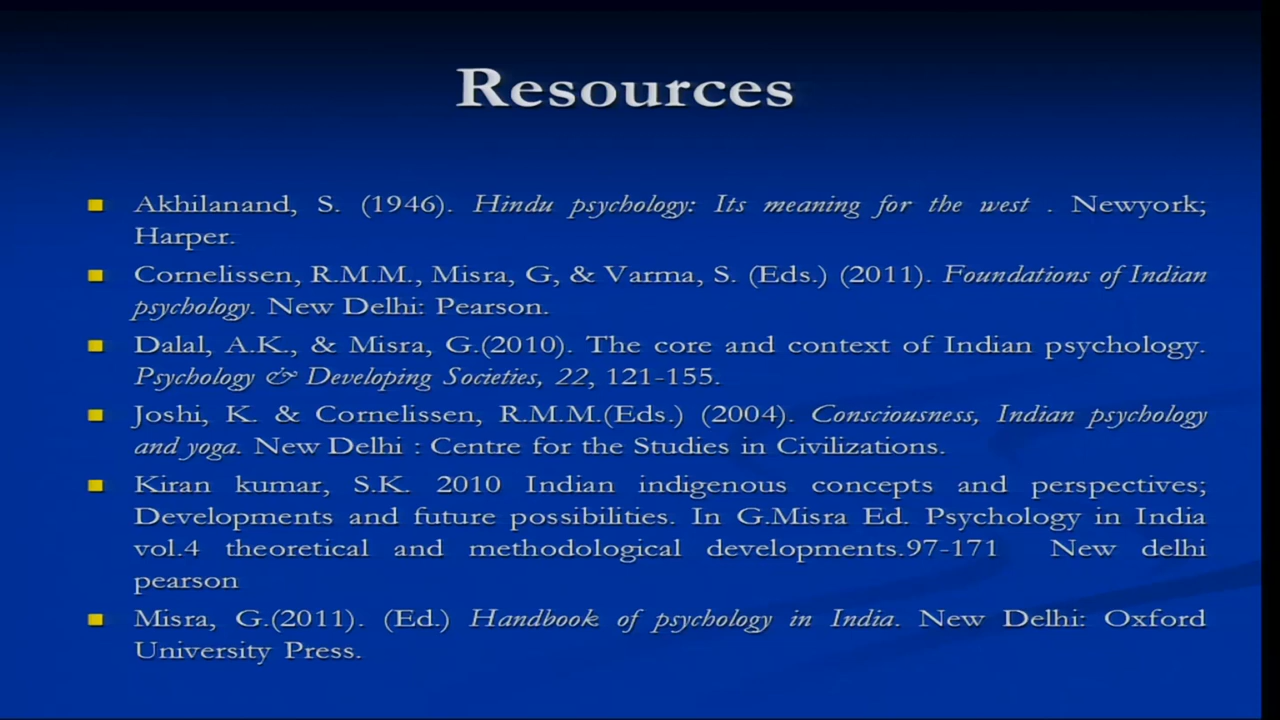 Resources
Akhilanand, S. (1946). Hindu psychology: Its meaning for the west . Newyork;
Harper.
Cornelissen, R.M.M., Misra, G, & Varma, S. (Eds.) (2011). Foundations of Indian
psychology. New Delhi: Pearson.
Dalal, A.K., & Misra, G.(2010). The core and context of Indian psychology.
Psychology & Developing Societies, 22, 121-155.
Joshi, K. & Cornelissen, R.M.M.(Eds.) (2004). Consciousness, Indian psychology
and yoga. New Delhi : Centre for the Studies in Civilizations.
Kiran kumar, S.K. 2010 Indian indigenous concepts and perspectives;
Developments and future possibilities. In G.Misra Ed. Psychology in India
vol.4 theoretical and methodological developments.97-171 New delhi
pearson
Misra, G.(2011). (Ed.) Handbook of psychology in India. New Delhi: Oxford
University Press.